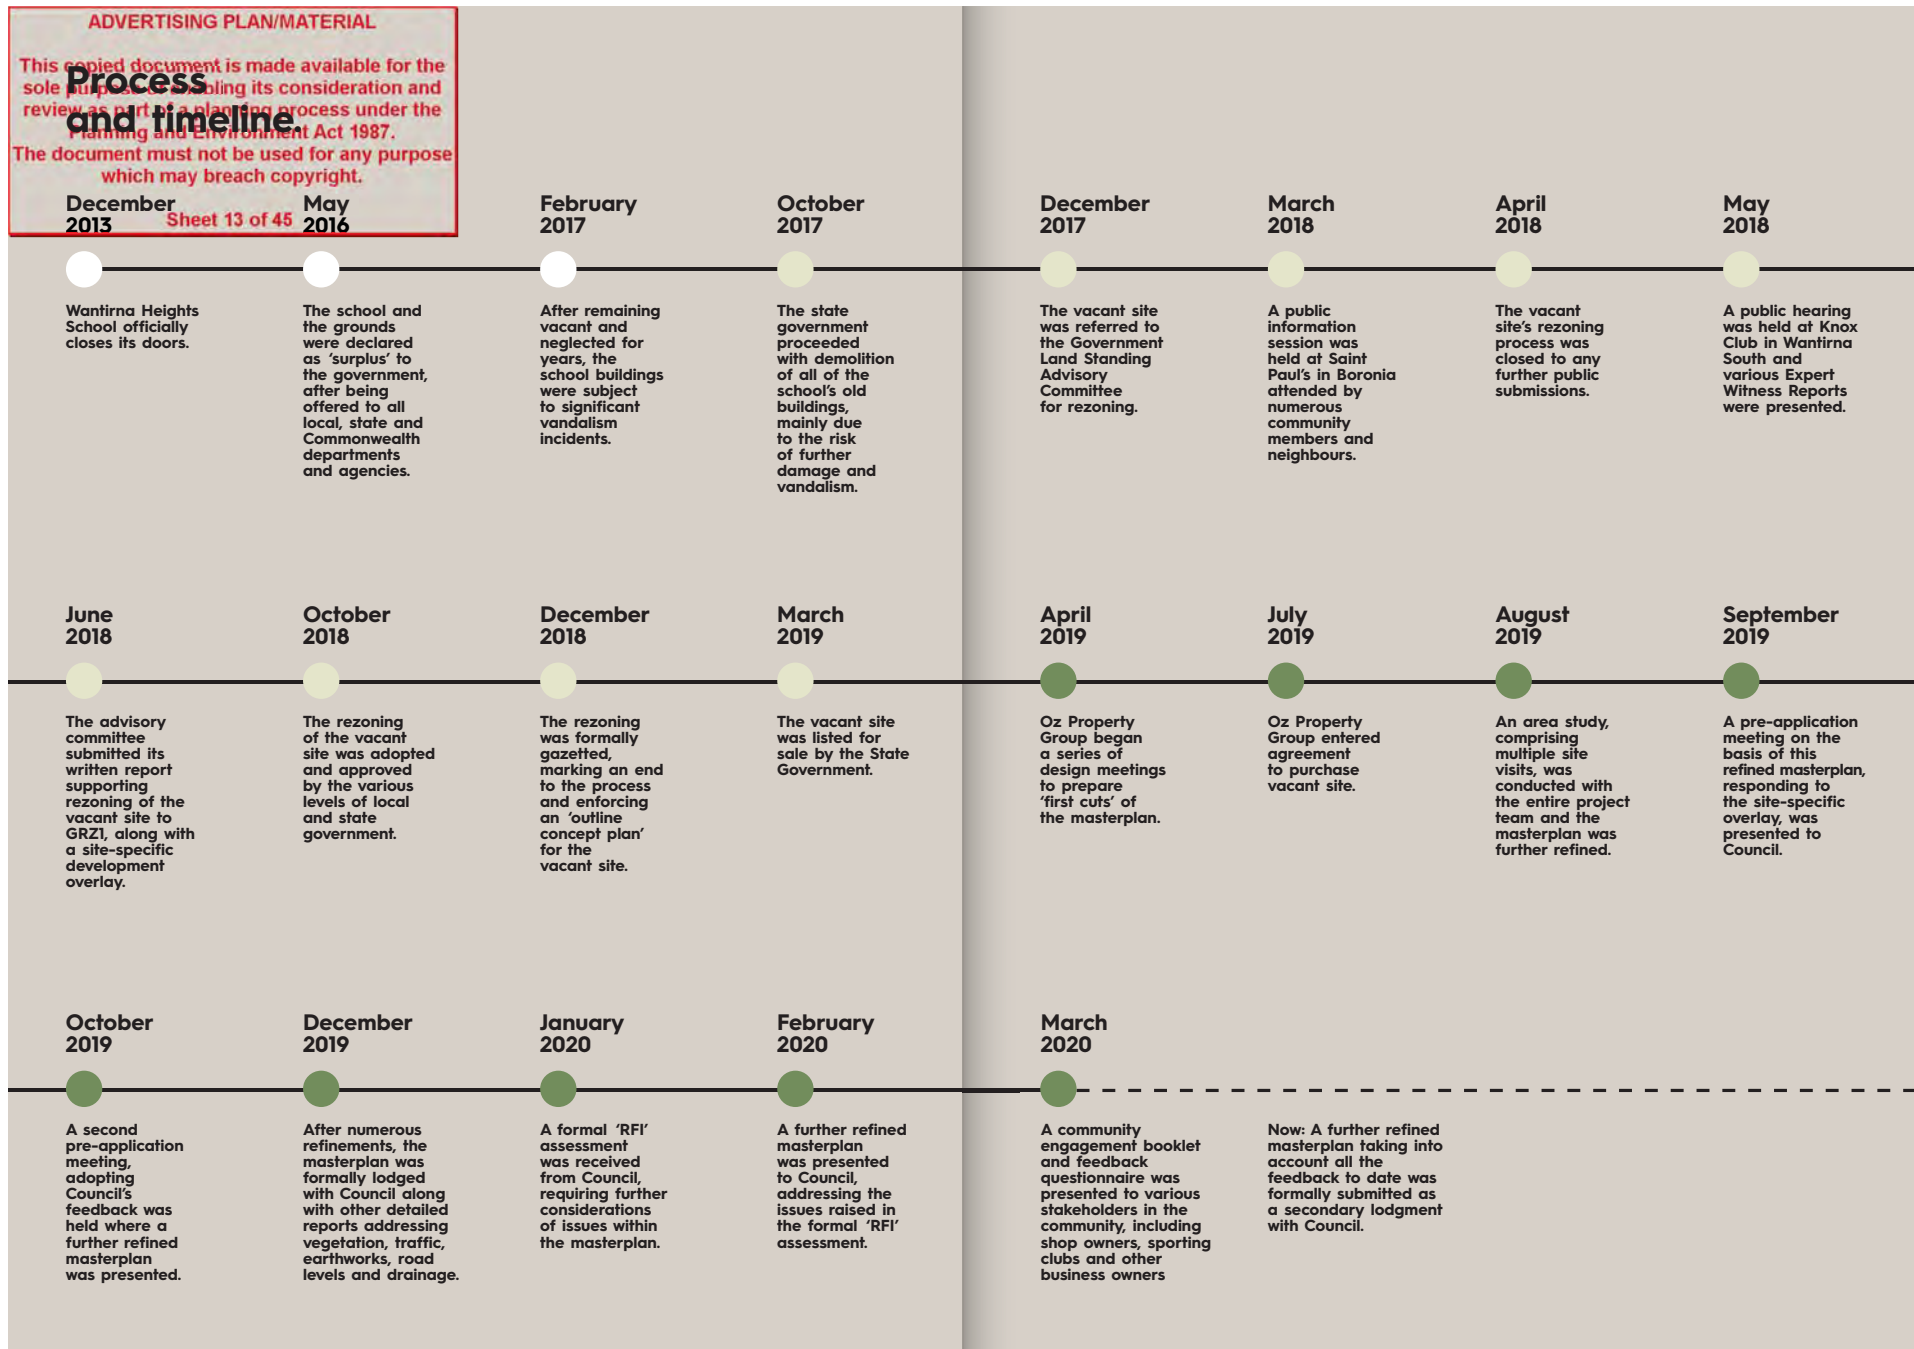 ADVERTISING PLAN/MATERIAL
This copied document is made available for the
sole purpose of enabling its consideration and
review as part of a planning process under the
Planning and Environment Act 1987.
The document must not be used for any purpose
which may breach copyright.
Sheet 13 of 45
Process
and timeline.
December
2013
Wantirna Heights
School officially
closes its doors.
May
2016
The school and
the grounds
were declared
as ‘surplus’ to
the government,
after being
offered to all
local, state and
Commonwealth
departments
and agencies.
February
2017
After remaining
vacant and
neglected for
years, the
school buildings
were subject
to significant
vandalism
incidents.
October
2017
The state
government
proceeded
with demolition
of all of the
school’s old
buildings,
mainly due
to the risk
of further
damage and
vandalism.
December
2017
The vacant site
was referred to
the Government
Land Standing
Advisory
Committee
for rezoning.
March
2018
A public
information
session was
held at Saint
Paul’s in Boronia
attended by
numerous
community
members and
neighbours.
April
2018
The vacant
site’s rezoning
process was
closed to any
further public
submissions.
May
2018
A public hearing
was held at Knox
Club in Wantirna
South and
various Expert
Witness Reports
were presented.
June
2018
The advisory
committee
submitted its
written report
supporting
rezoning of the
vacant site to
GRZ1, along with
a site-specific
development
overlay.
October
2018
The rezoning
of the vacant
site was adopted
and approved
by the various
levels of local
and state
government.
December
2018
The rezoning
was formally
gazetted,
marking an end
to the process
and enforcing
an ‘outline
concept plan’
for the
vacant site.
March
2019
The vacant site
was listed for
sale by the State
Government.
April
2019
Oz Property
Group began
a series of
design meetings
to prepare
‘first cuts’ of
the masterplan.
July
2019
Oz Property
Group entered
agreement
to purchase
vacant site.
August
2019
An area study,
comprising
multiple site
visits, was
conducted with
the entire project
team and the
masterplan was
further refined.
September
2019
A pre-application
meeting on the
basis of this
refined masterplan,
responding to
the site-specific
overlay, was
presented to
Council.
October
2019
A second
pre-application
meeting,
adopting
Council’s
feedback was
held where a
further refined
masterplan
was presented.
December
2019
After numerous
refinements, the
masterplan was
formally lodged
with Council along
with other detailed
reports addressing
vegetation, traffic,
earthworks, road
levels and drainage.
January
2020
A formal ‘RFI’
assessment
was received
from Council,
requiring further
considerations
of issues within
the masterplan.
February
2020
A further refined
masterplan
was presented
to Council,
addressing the
issues raised in
the formal ‘RFI’
assessment.
March
2020
A community
engagement booklet
and feedback
questionnaire was
presented to various
stakeholders in the
community, including
shop owners, sporting
clubs and other
business owners
Now: A further refined
masterplan taking into
account all the
feedback to date was
formally submitted as
a secondary lodgment
with Council.